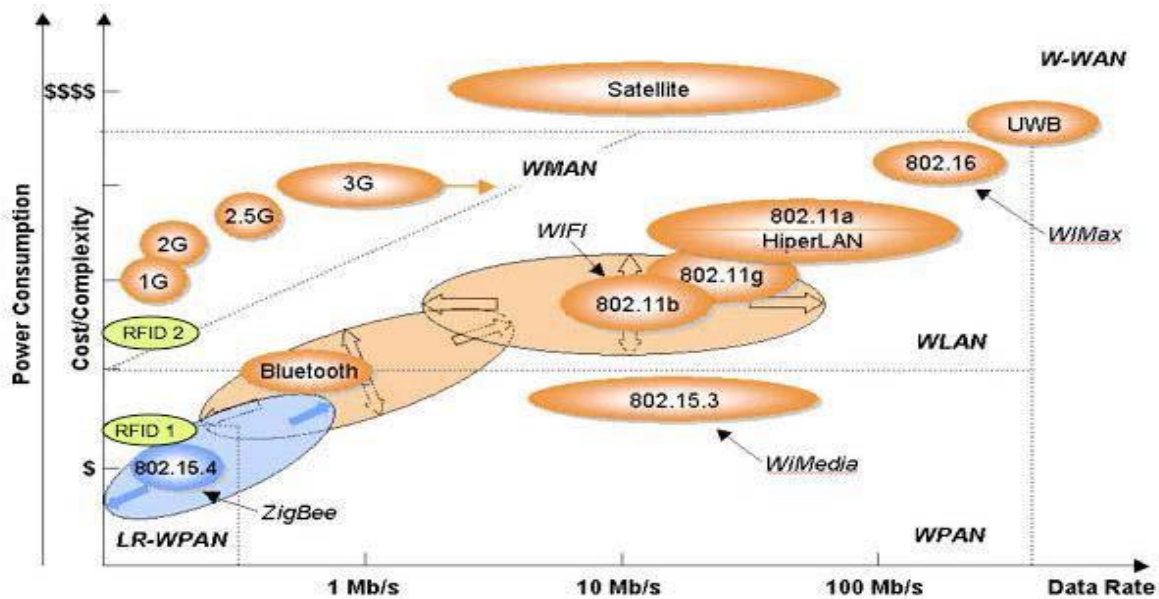 W-WAN
$$$$
Satellite
UWB
802.16
WMAN
3G
2.5G
WiMax
802.11a
HiperLAN
WIFI
2G
1G
802.11g
802.11b
RFID 2
WLAN
Bluetooth
802.15.3
RFID 1
802.15.4
$
WiMedia
ZigBee
LR-WPAN
WPAN
Power Consumption
Cost/Complexity
1 Mb/s
10 Mb/s
100 Mb/s
Data Rate